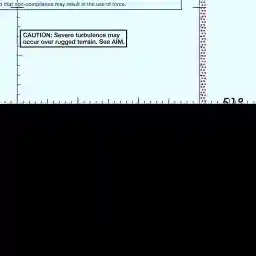 that non-compliance may result in the use of force.
CAUTION: Severe turbulence may
occur over rugged terrain. See AIM.